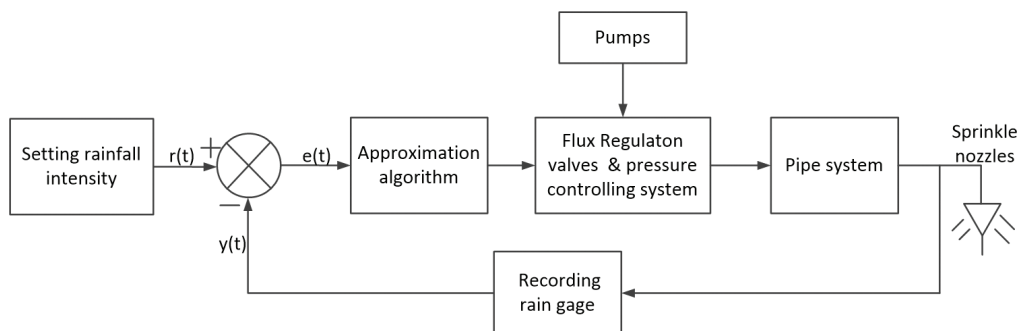 Pumps
Setting rainfall
intensity
r(t)
+
−
e(t)
Approximation
algorithm
Flux Regulaton
valves & pressure
controlling system
Pipe system
Sprinkle
nozzles
y(t)
Recording
rain gage